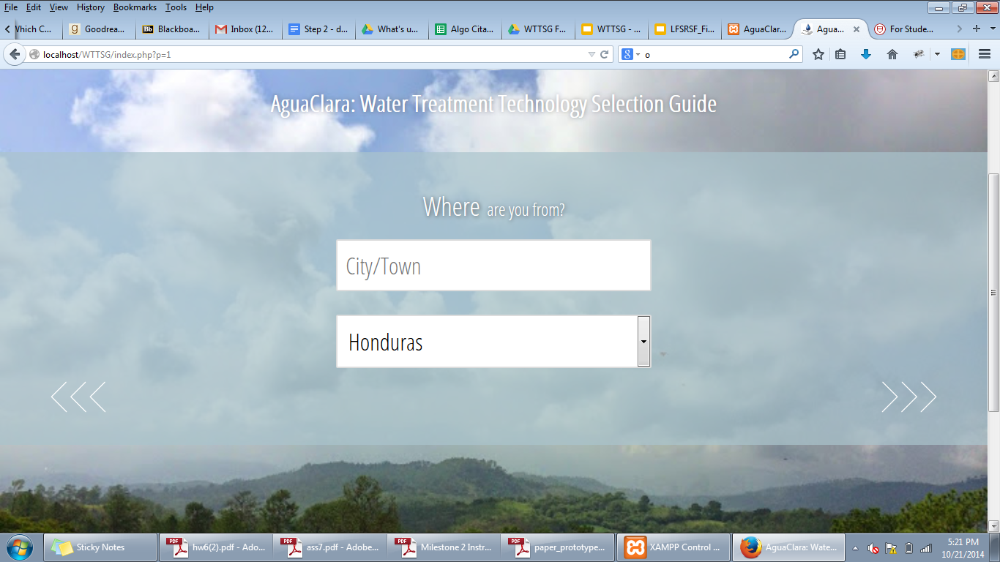 File Edit View History Bookmarks Tools Help
Which C... Goodrea... Blackboa... Inbox (12... Step 2 - d... What's u... Algo Cita... WTTSG F... WTTSG - ... LFSRSF_Fi... AguaClar... Agua... For Stude...
localhost/WTTSG/index.php?p=1 o
AguaClara: Water Treatment Technology Selection Guide
Where are you from?
City/Town
Honduras
Sticky Notes hw6(2).pdf - Ado... ass7.pdf - Adobe... Milestone 2 Instr... paper_prototype... XAMPP Control ... AguaClara: Wate... 5:21 PM
10/21/2014